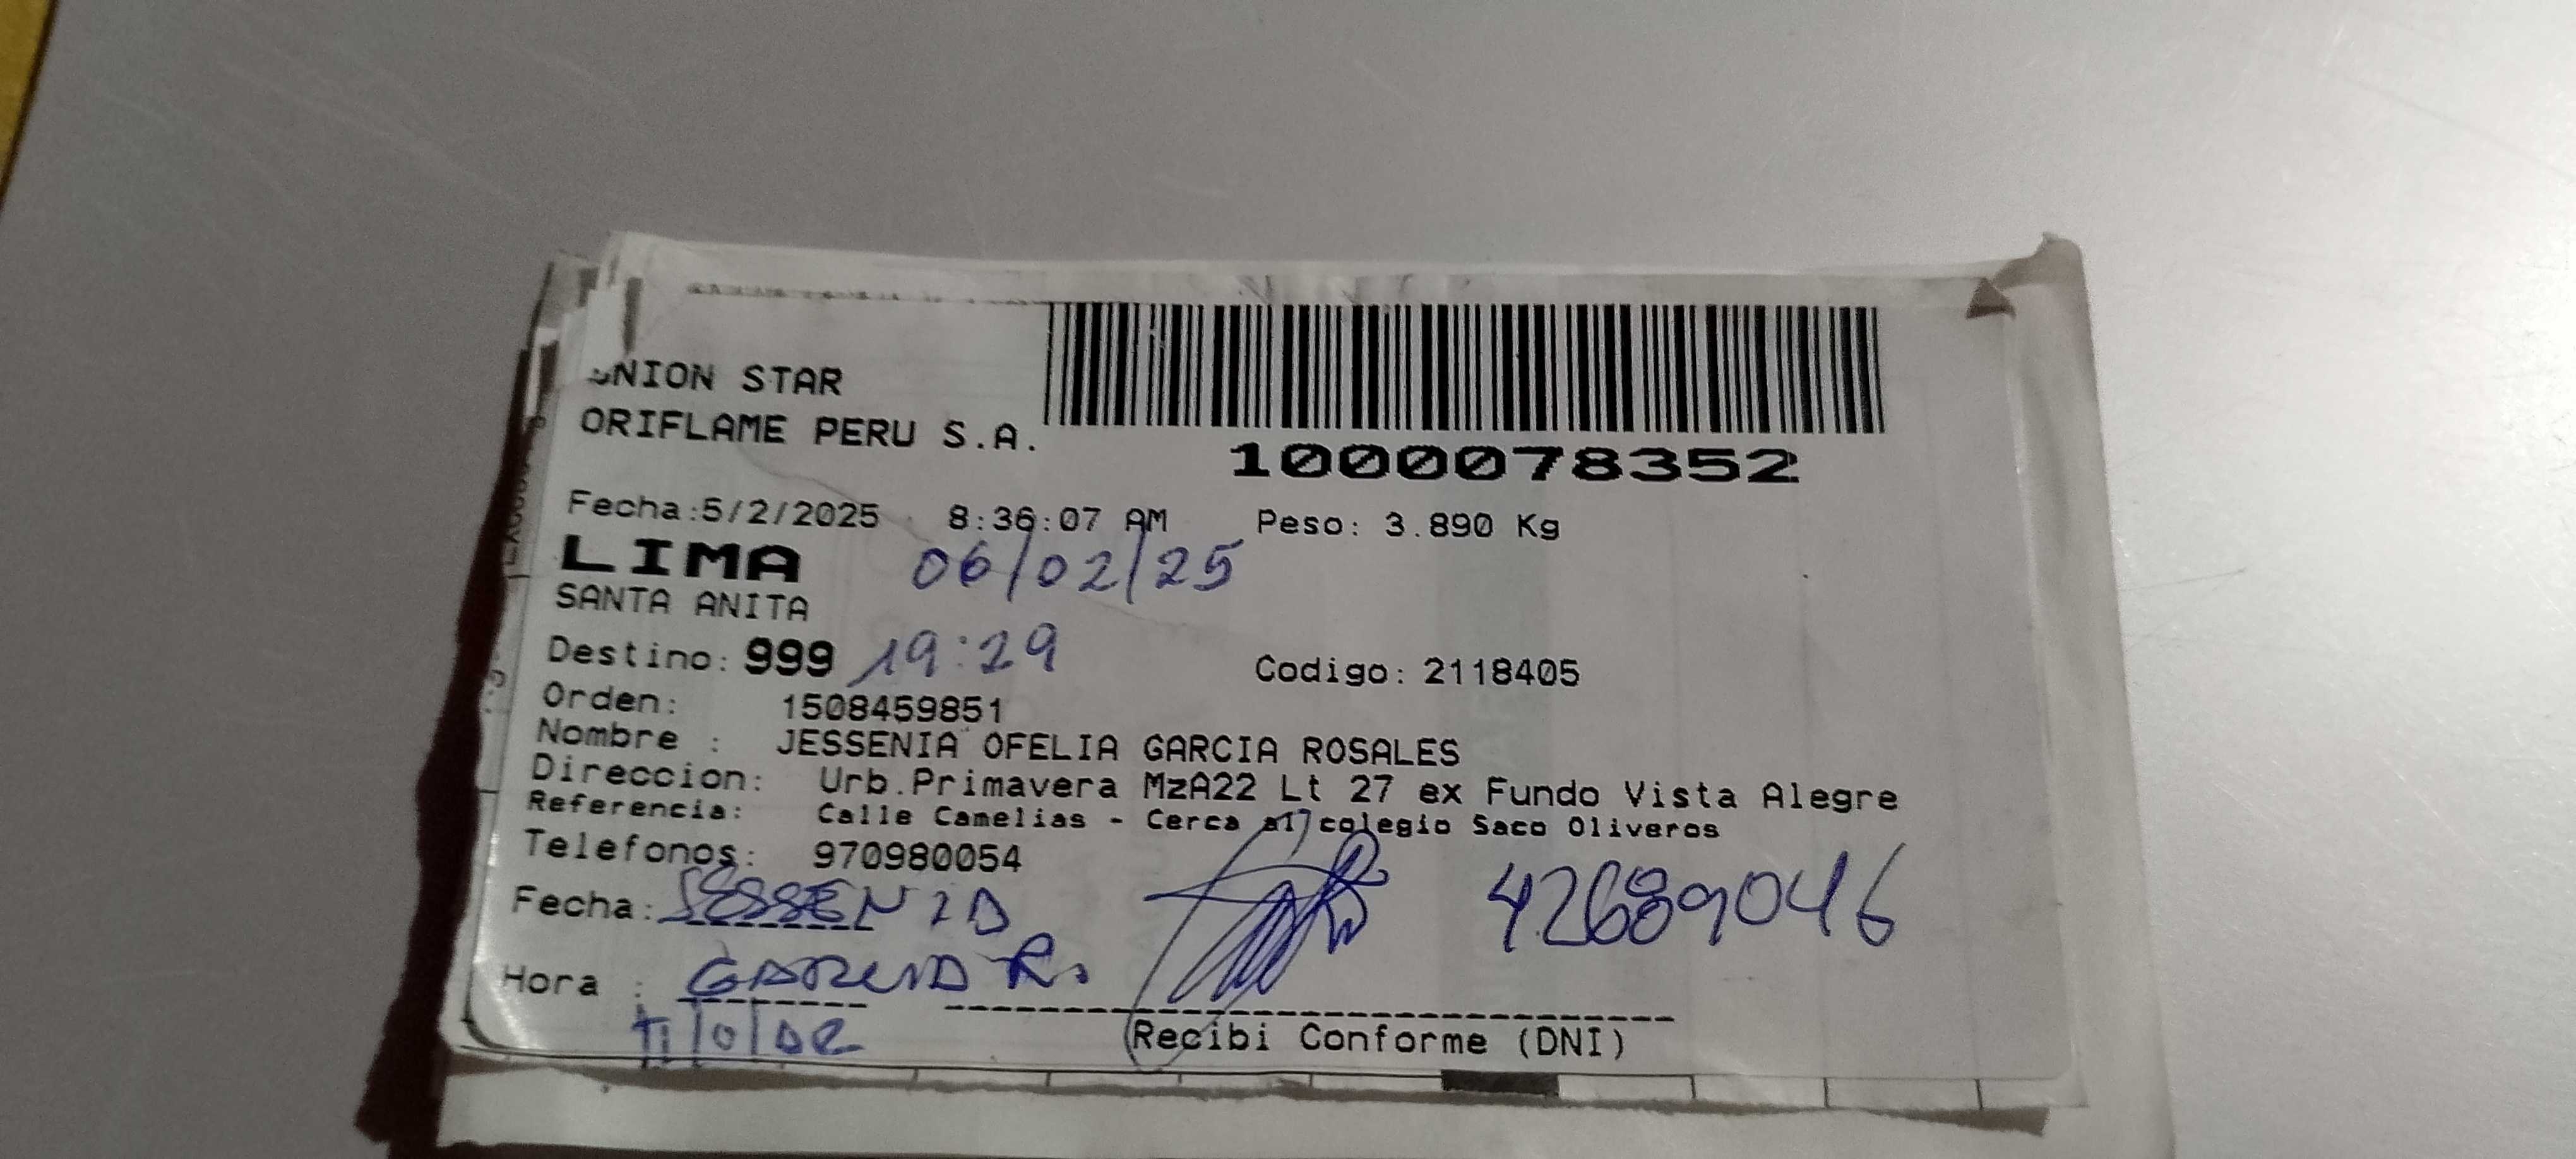 UNION STAR
ORIFLAME PERU S.A.
1000078352
Fecha:5/2/2025 8:36:07 AM Peso: 3.890 Kg
LIMA 06/02/25
SANTA ANITA
Destino: 999 19:29 Codigo: 2118405
Orden: 1508459851
Nombre : JESSENIA OFELIA GARCIA ROSALES
Direccion: Urb.Primavera MzA22 Lt 27 ex Fundo Vista Alegre
Referencia: Calle Camelias - Cerca al colegio Saco Oliveros
Telefonos: 970980054
Fecha: JESSENIA 42689046
Hora : GARCIA R.
Recibi Conforme (DNI)